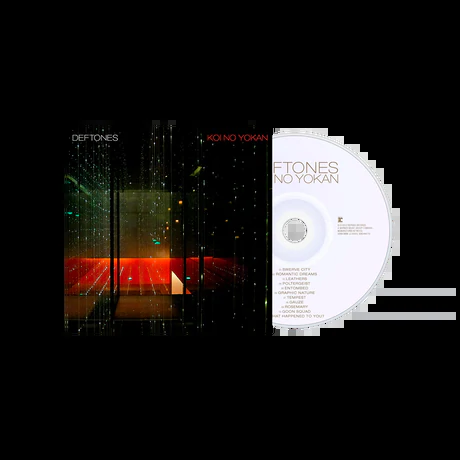 DEFTONES
KOI NO YOKAN
FTONES
NO YOKAN
SWERVE CITY
ROMANTIC DREAMS
LEATHERS
POLTERGEIST
ENTOMBED
GRAPHIC NATURE
TEMPEST
GAUZE
ROSEMARY
GOON SQUAD
HAPPENED TO YOU?